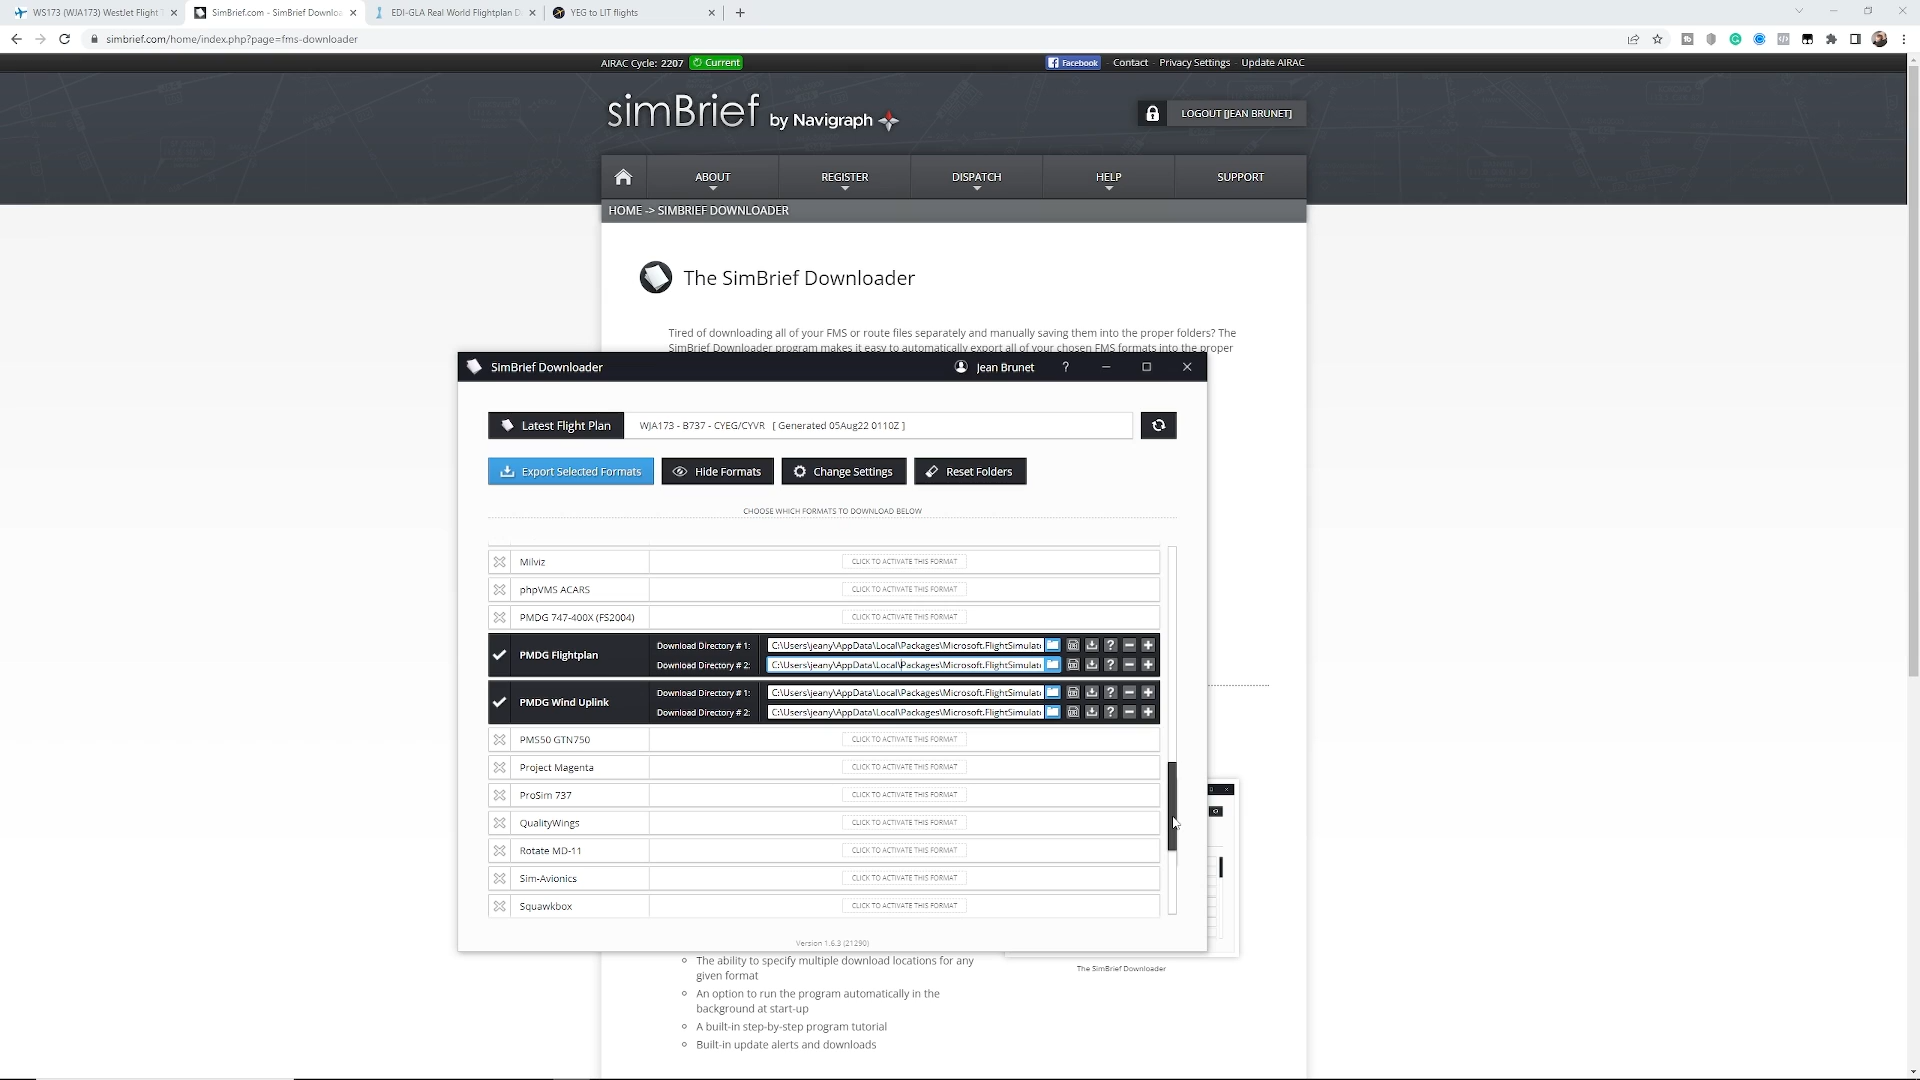 WS173 (WJA173) WestJet Flight
SimBrief.com - SimBrief Downloa
EDI-GLA Real World Flightplan D
YEG to LIT flights
simbrief.com/home/index.php?page=fms-downloader
AIRAC Cycle: 2207 Current
Facebook - Contact - Privacy Settings - Update AIRAC
simBrief by Navigraph
LOGOUT [JEAN BRUNET]
ABOUT
REGISTER
DISPATCH
HELP
SUPPORT
HOME -> SIMBRIEF DOWNLOADER
The SimBrief Downloader
Tired of downloading all of your FMS or route files separately and manually saving them into the proper folders? The
SimBrief Downloader program makes it easy to automatically export all of your chosen FMS formats into the proper
SimBrief Downloader
Jean Brunet
?
Latest Flight Plan
WJA173 - B737 - CYEG/CYVR [ Generated 05Aug22 0110Z ]
Export Selected Formats
Hide Formats
Change Settings
Reset Folders
CHOOSE WHICH FORMATS TO DOWNLOAD BELOW
Milviz CLICK TO ACTIVATE THIS FORMAT
phpVMS ACARS CLICK TO ACTIVATE THIS FORMAT
PMDG 747-400X (FS2004) CLICK TO ACTIVATE THIS FORMAT
PMDG Flightplan
Download Directory # 1: C:\Users\jeany\AppData\Local\Packages\Microsoft.FlightSimulat
Download Directory # 2: C:\Users\jeany\AppData\Local\Packages\Microsoft.FlightSimulat
PMDG Wind Uplink
Download Directory # 1: C:\Users\jeany\AppData\Local\Packages\Microsoft.FlightSimulat
Download Directory # 2: C:\Users\jeany\AppData\Local\Packages\Microsoft.FlightSimulat
PMS50 GTN750 CLICK TO ACTIVATE THIS FORMAT
Project Magenta CLICK TO ACTIVATE THIS FORMAT
ProSim 737 CLICK TO ACTIVATE THIS FORMAT
QualityWings CLICK TO ACTIVATE THIS FORMAT
Rotate MD-11 CLICK TO ACTIVATE THIS FORMAT
Sim-Avionics CLICK TO ACTIVATE THIS FORMAT
Squawkbox CLICK TO ACTIVATE THIS FORMAT
Version 1.6.3 (21290)
The ability to specify multiple download locations for any
given format
An option to run the program automatically in the
background at start-up
A built-in step-by-step program tutorial
Built-in update alerts and downloads
The SimBrief Downloader